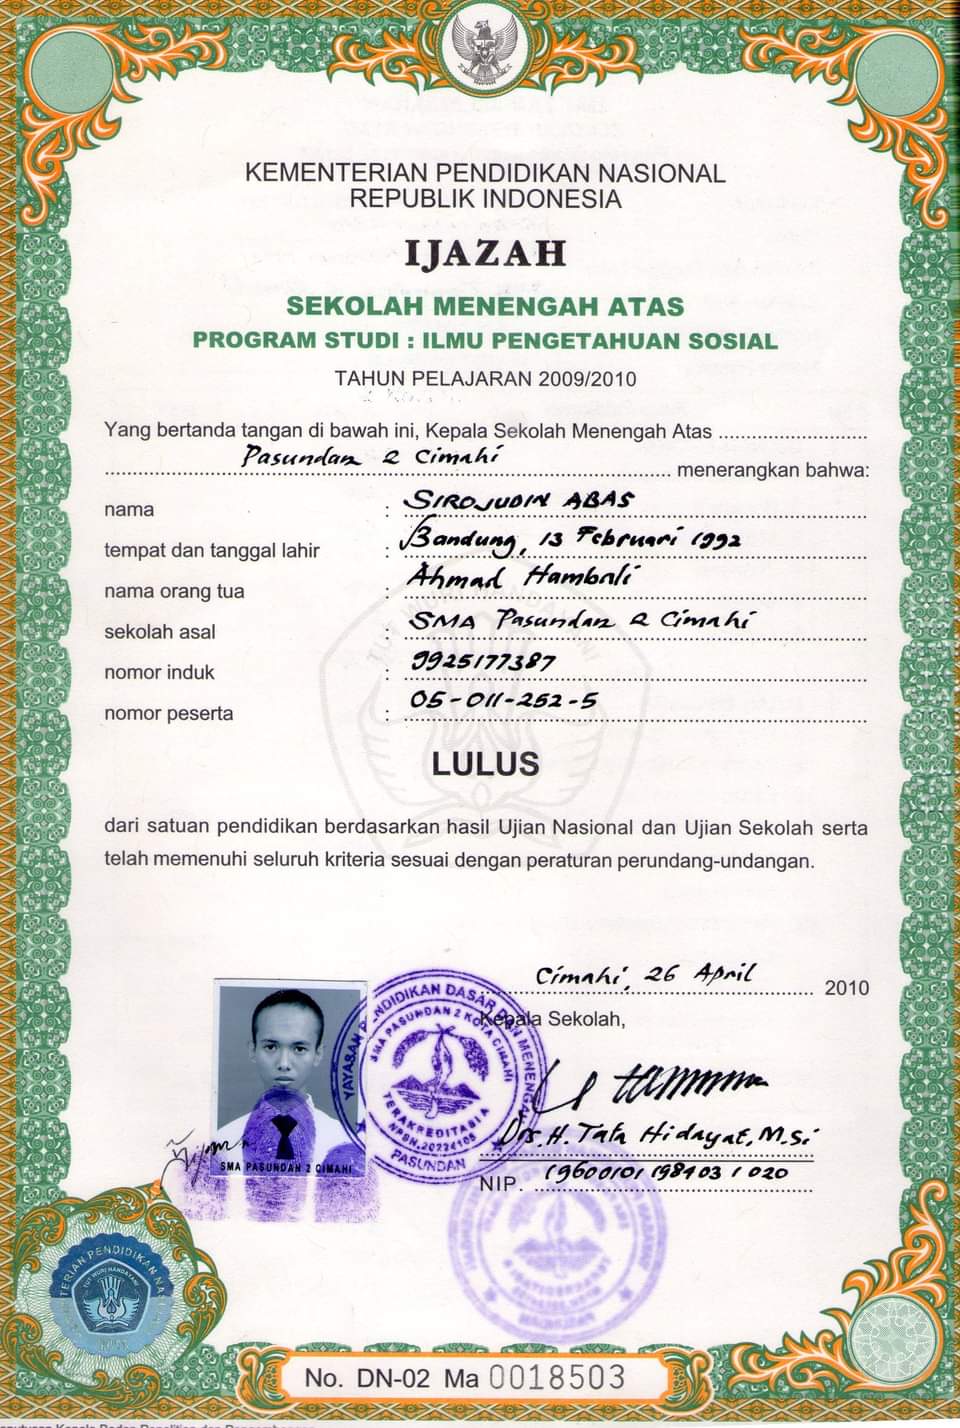 KEMENTERIAN PENDIDIKAN NASIONAL
REPUBLIK INDONESIA
IJAZAH
SEKOLAH MENENGAH ATAS
PROGRAM STUDI : ILMU PENGETAHUAN SOSIAL
TAHUN PELAJARAN 2009/2010
Yang bertanda tangan di bawah ini, Kepala Sekolah Menengah Atas ..........................
Pasundan 2 Cimahi menerangkan bahwa:
nama : SIROJUDIN ABAS
tempat dan tanggal lahir : Bandung, 13 Februari 1992
nama orang tua : Ahmad Hambali
sekolah asal : SMA Pasundan 2 Cimahi
nomor induk : 9925177387
nomor peserta : 05-011-252-5
LULUS
dari satuan pendidikan berdasarkan hasil Ujian Nasional dan Ujian Sekolah serta
telah memenuhi seluruh kriteria sesuai dengan peraturan perundang-undangan.
Cimahi, 26 April 2010
Kepala Sekolah,
YAYASAN PENDIDIKAN DASAR DAN MENENGAH
PASUNDAN
SMA PASUNDAN 2 KOTA CIMAHI
TERAKREDITASI A
SMA PASUNDAN 2 CIMAHI
Drs. H. Tata Hidayat, M.Si
NIP. 19600101 198403 1 020
TUT WURI HANDAYANI
No. DN-02 Ma 0018503